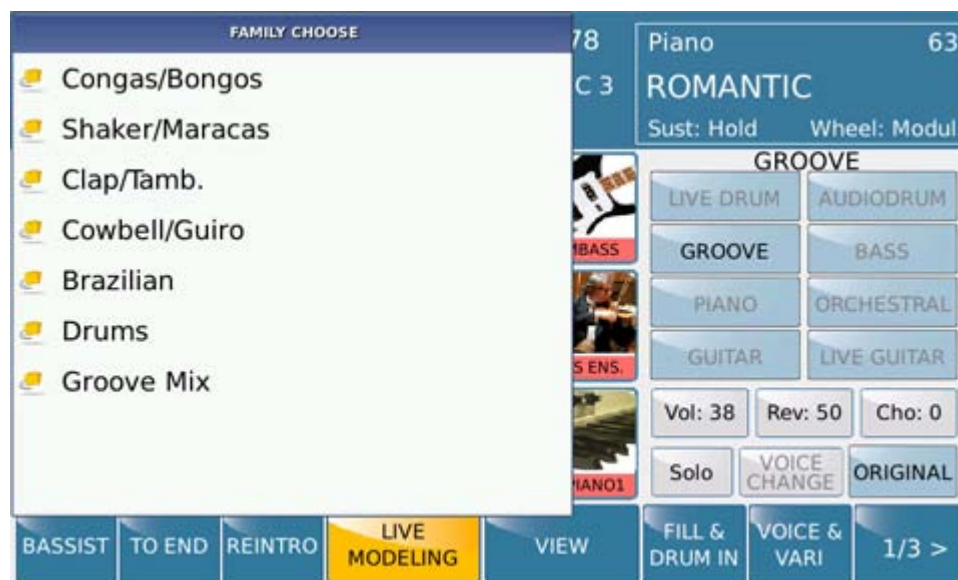 FAMILY CHOOSE
Congas/Bongos
Shaker/Maracas
Clap/Tamb.
Cowbell/Guiro
Brazilian
Drums
Groove Mix
78
C 3
Piano 63
ROMANTIC
Sust: Hold Wheel: Modul
GROOVE
LIVE DRUM AUDIODRUM
GROOVE BASS
PIANO ORCHESTRAL
GUITAR LIVE GUITAR
Vol: 38 Rev: 50 Cho: 0
Solo VOICE CHANGE ORIGINAL
BASS
S ENS.
IANO1
BASSIST TO END REINTRO LIVE MODELING VIEW FILL & DRUM IN VOICE & VARI 1/3 >